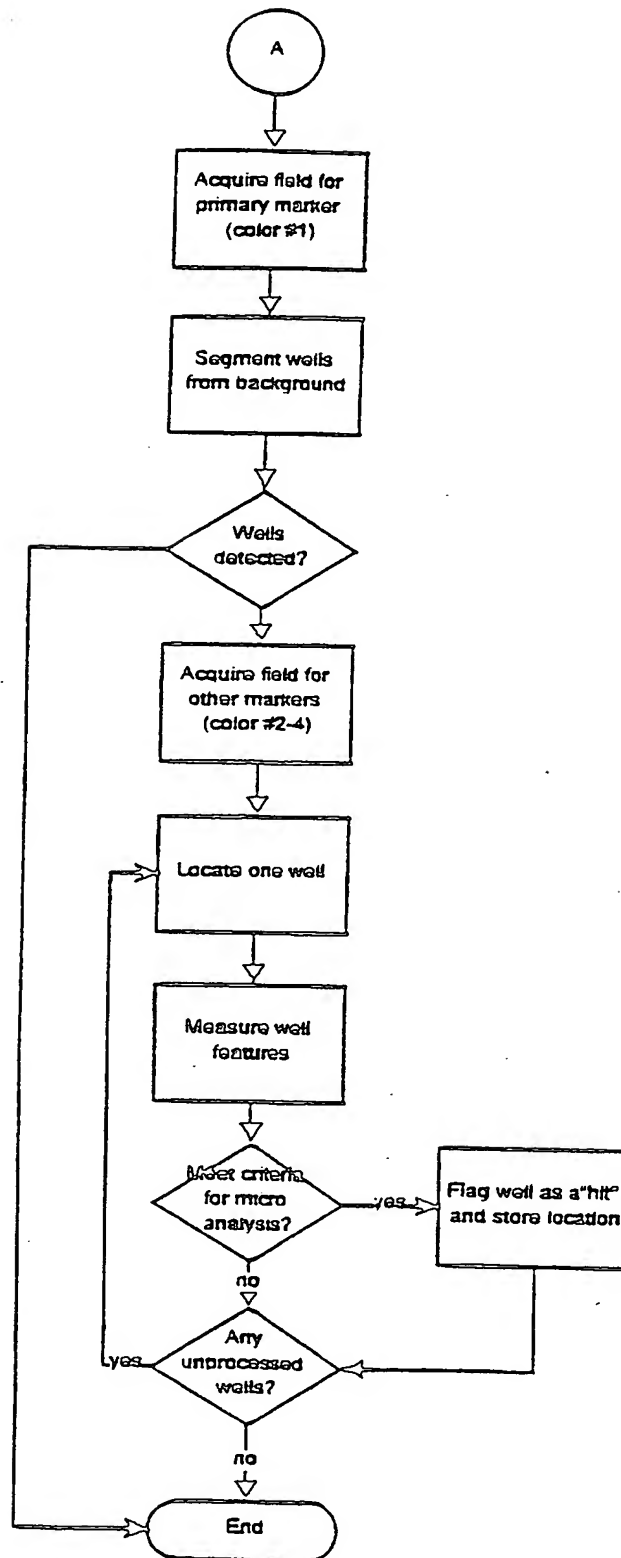 A
Acquire field for
primary marker
(color #1)
Segment wells
from background
Wells
detected?
Acquire field for
other markers
(color #2-4)
Locate one well
Measure well
features
Meet criteria
for micro
analysis?
yes
Flag well as a "hit"
and store location
no
Any
unprocessed
wells?
yes
no
End